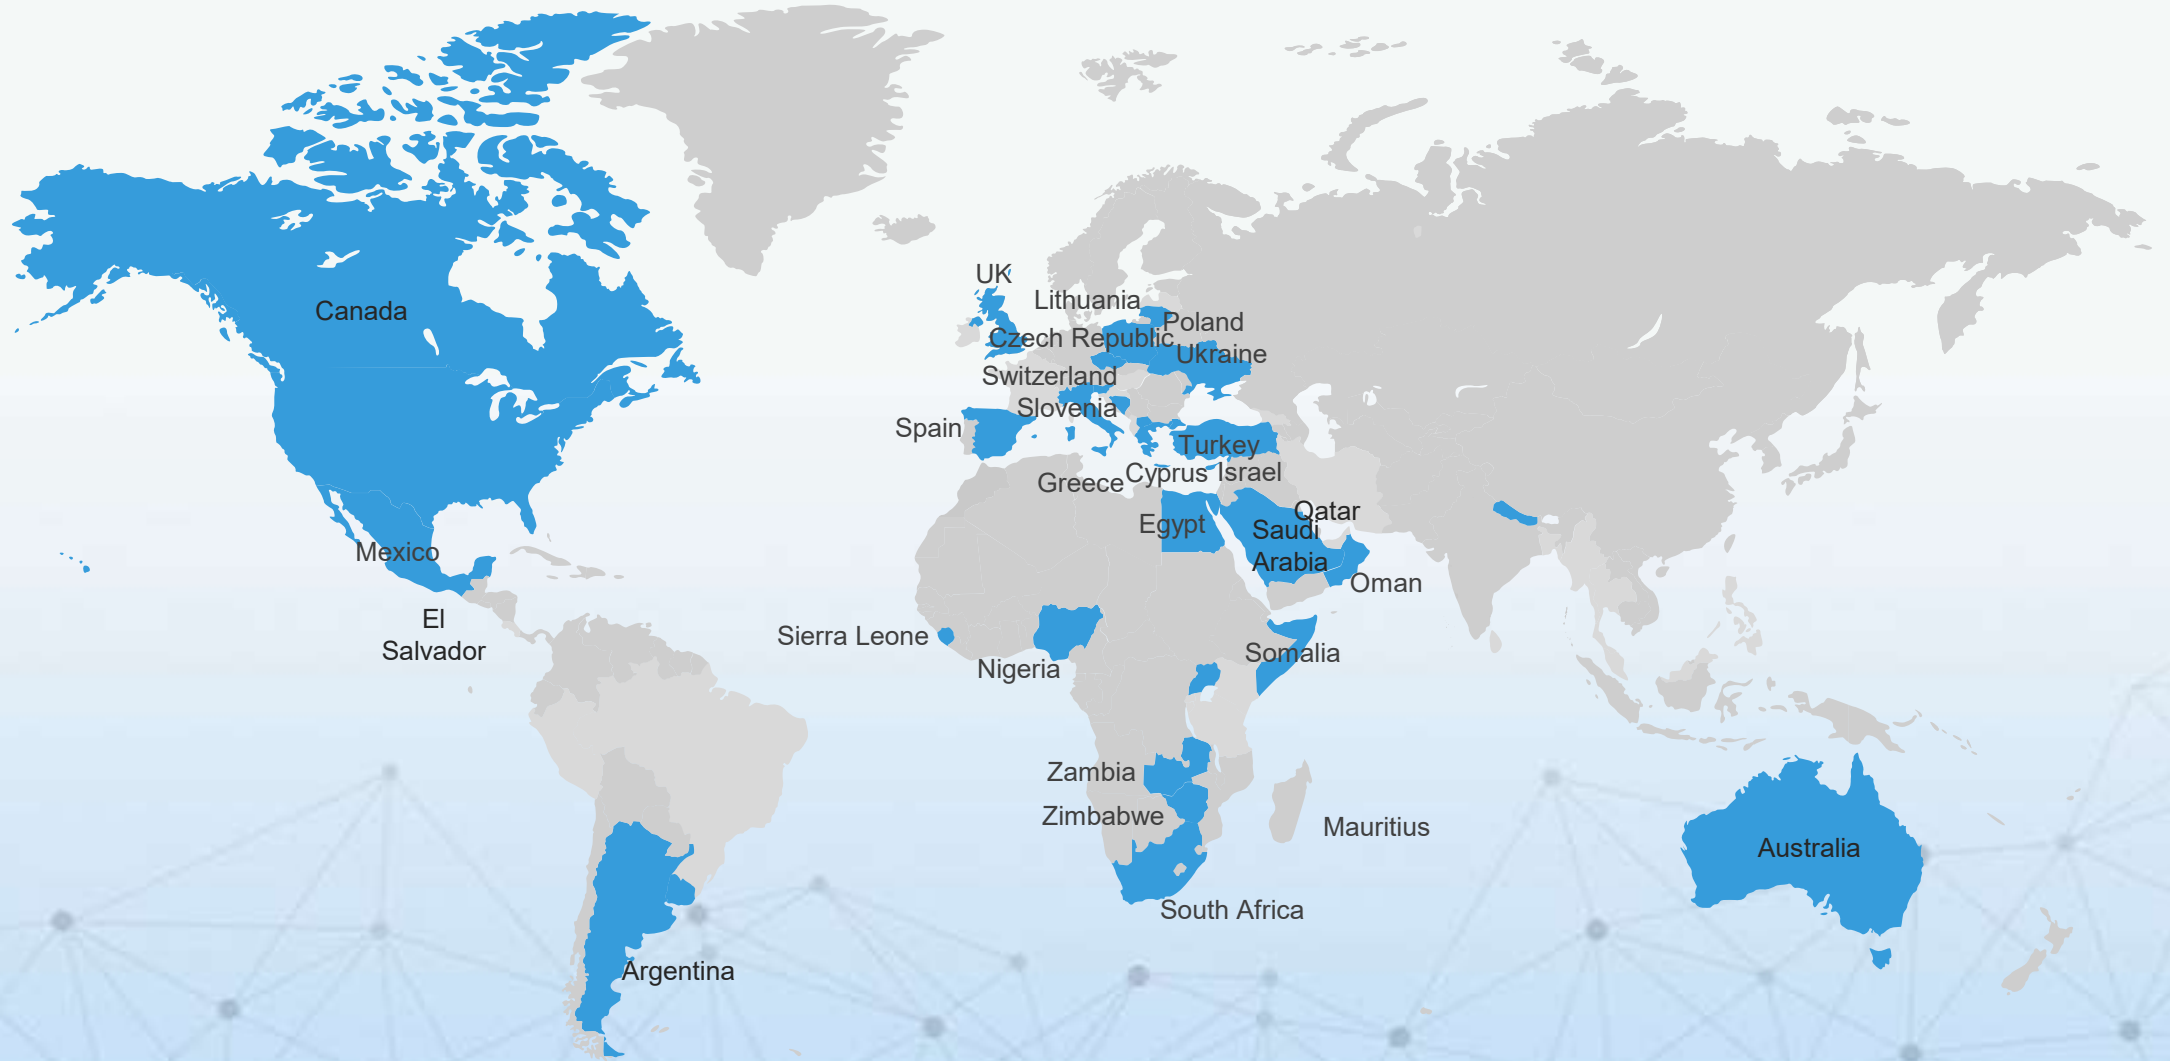 UK
Lithuania
Canada
Poland
Czech Republic
Ukraine
Switzerland
Slovenia
Spain
Turkey
Cyprus
Israel
Greece
Qatar
Egypt
Saudi
Arabia
Mexico
Oman
El
Salvador
Sierra Leone
Somalia
Nigeria
Zambia
Zimbabwe
Mauritius
Australia
South Africa
Argentina